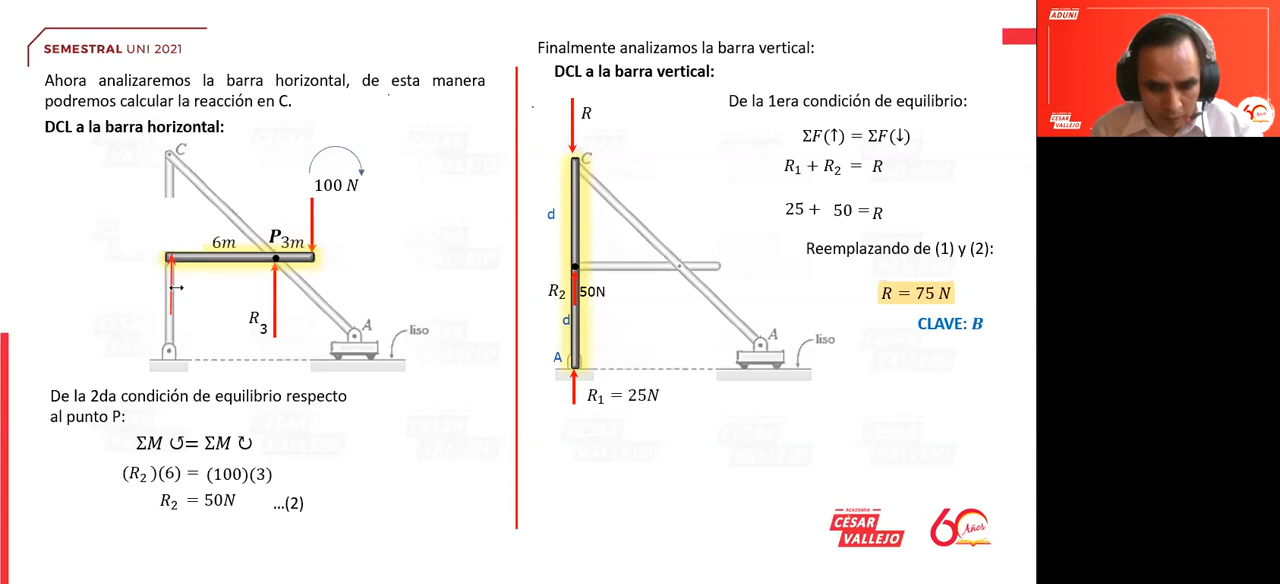 SEMESTRAL UNI 2021
Ahora analizaremos la barra horizontal, de esta manera
podremos calcular la reacción en C.
DCL a la barra horizontal:
C
100 N
6m
P
3m
R₃
A
liso
De la 2da condición de equilibrio respecto
al punto P:
ΣM ↺= ΣM ↻
(R₂)(6) = (100)(3)
R₂ = 50N ...(2)
Finalmente analizamos la barra vertical:
DCL a la barra vertical:
R
C
d
R₂
50N
d
A
A
liso
R₁ = 25N
De la 1era condición de equilibrio:
ΣF(↑) = ΣF(↓)
R₁ + R₂ = R
25 + 50 = R
Reemplazando de (1) y (2):
R = 75 N
CLAVE: B
ACADEMIA
CÉSAR
VALLEJO
60
Años
ADUNI
CÉSAR
VALLEJO
60